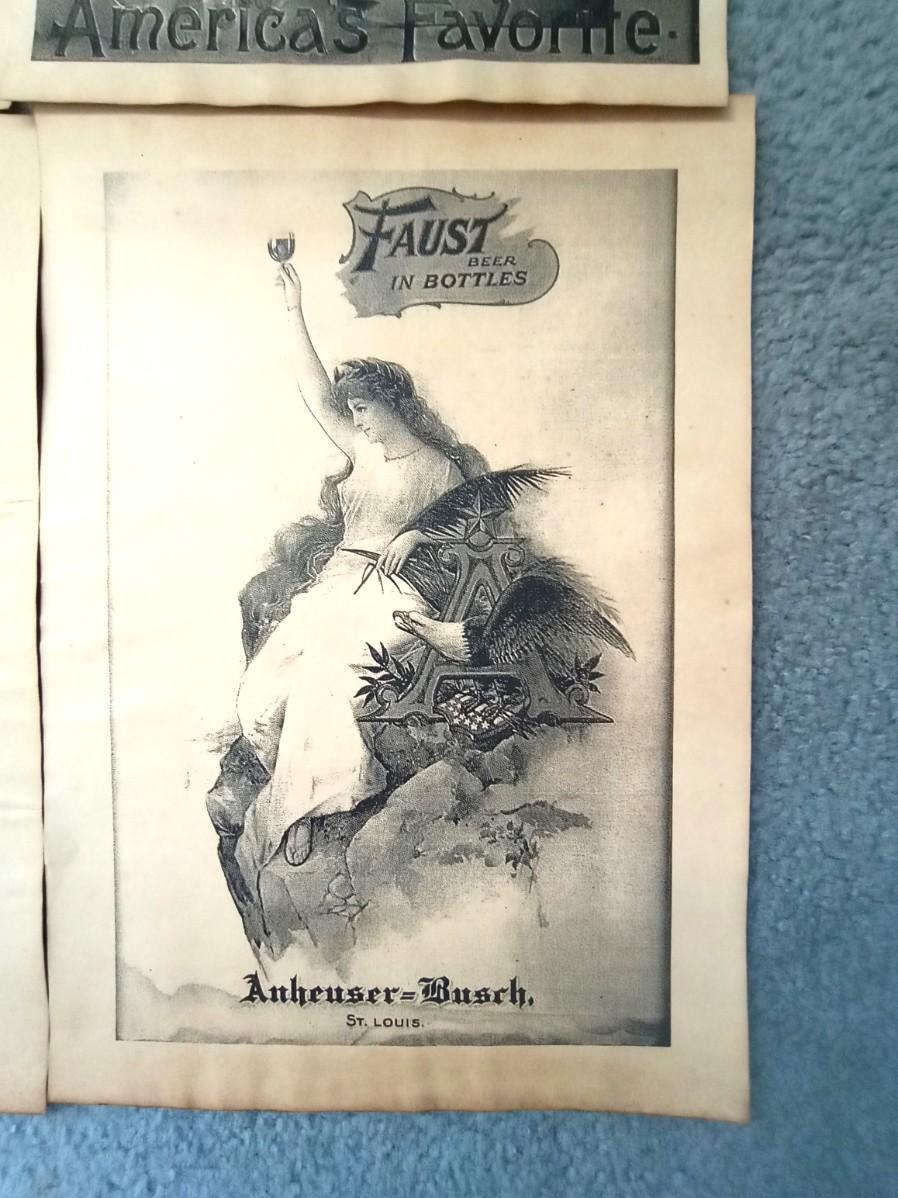 America's Favorite.
FAUST
BEER
IN BOTTLES
Anheuser=Busch,
ST. LOUIS.